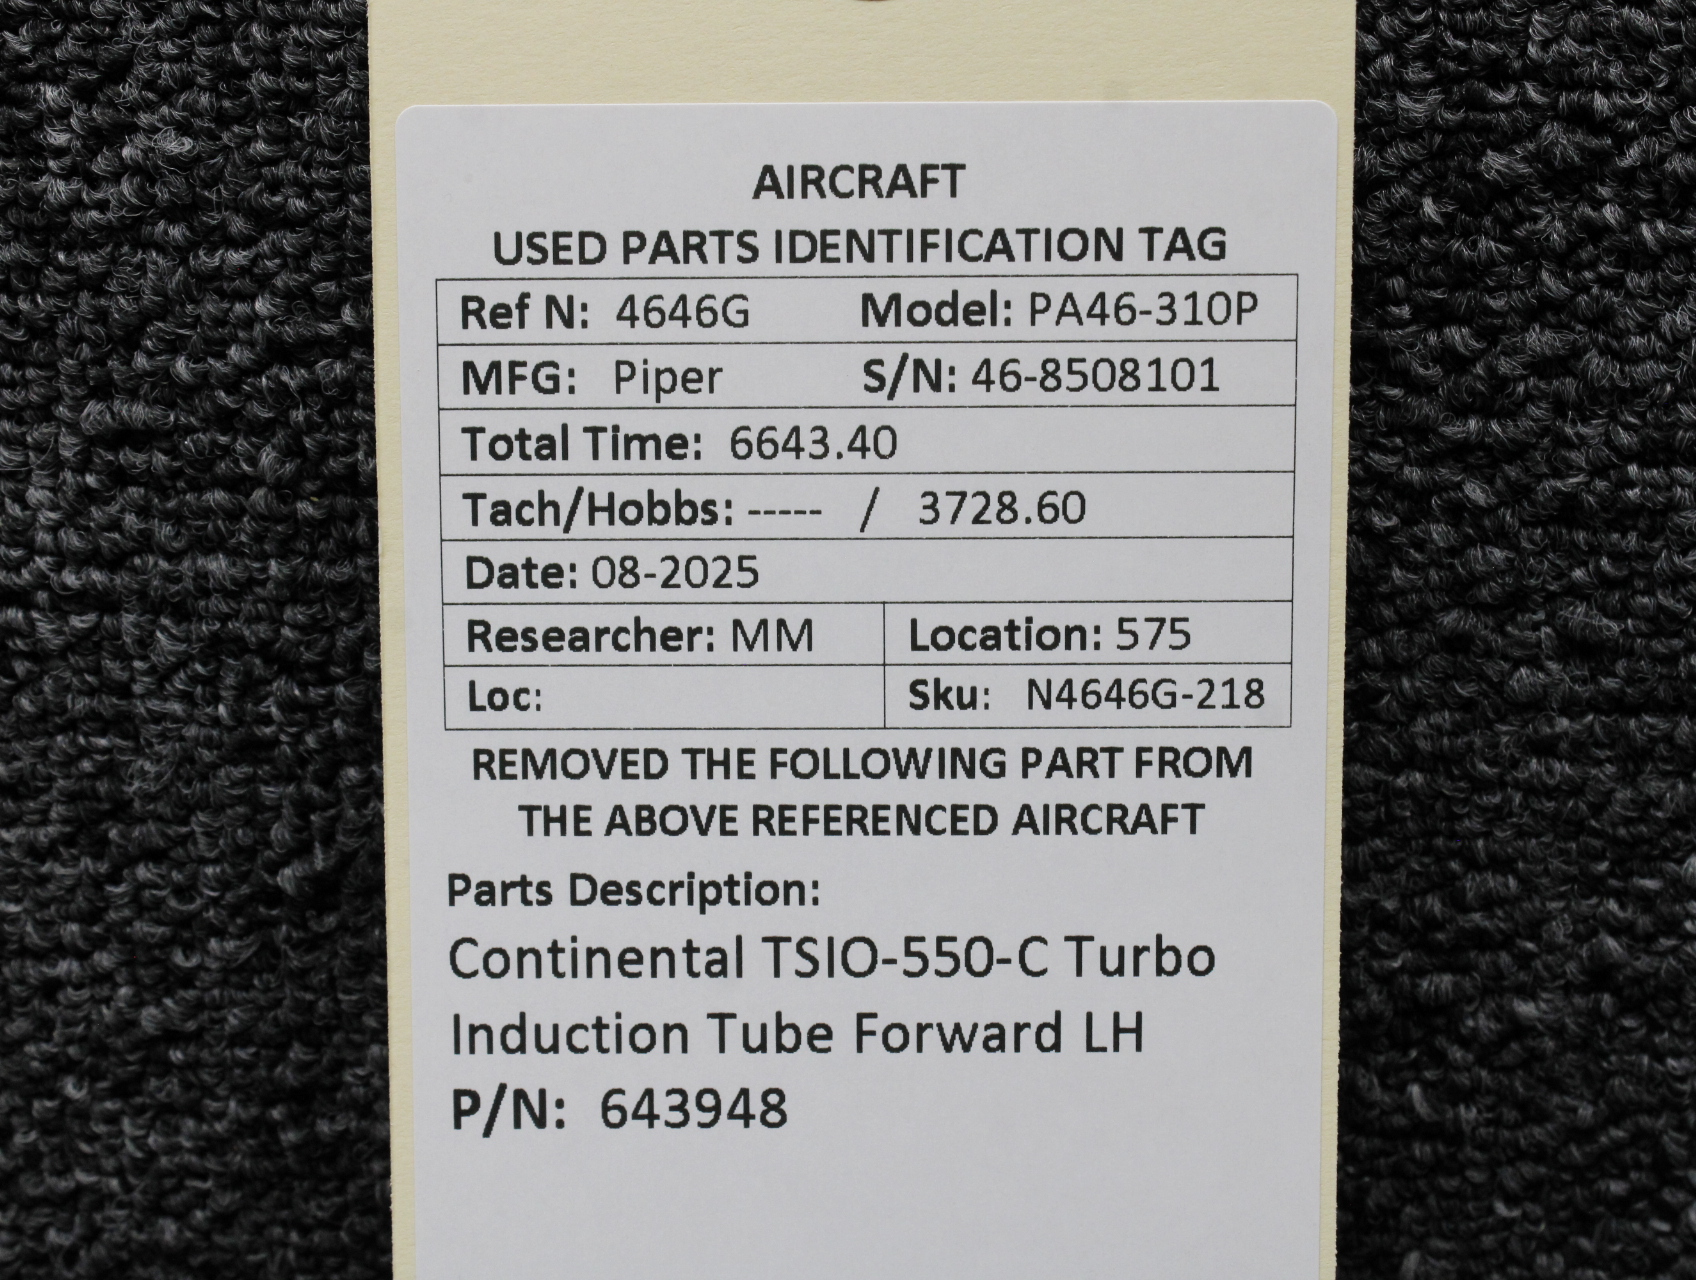 AIRCRAFT
USED PARTS IDENTIFICATION TAG
Ref N: 4646G Model: PA46-310P
MFG: Piper S/N: 46-8508101
Total Time: 6643.40
Tach/Hobbs: ----- / 3728.60
Date: 08-2025
Researcher: MM Location: 575
Loc: Sku: N4646G-218
REMOVED THE FOLLOWING PART FROM
THE ABOVE REFERENCED AIRCRAFT
Parts Description:
Continental TSIO-550-C Turbo
Induction Tube Forward LH
P/N: 643948